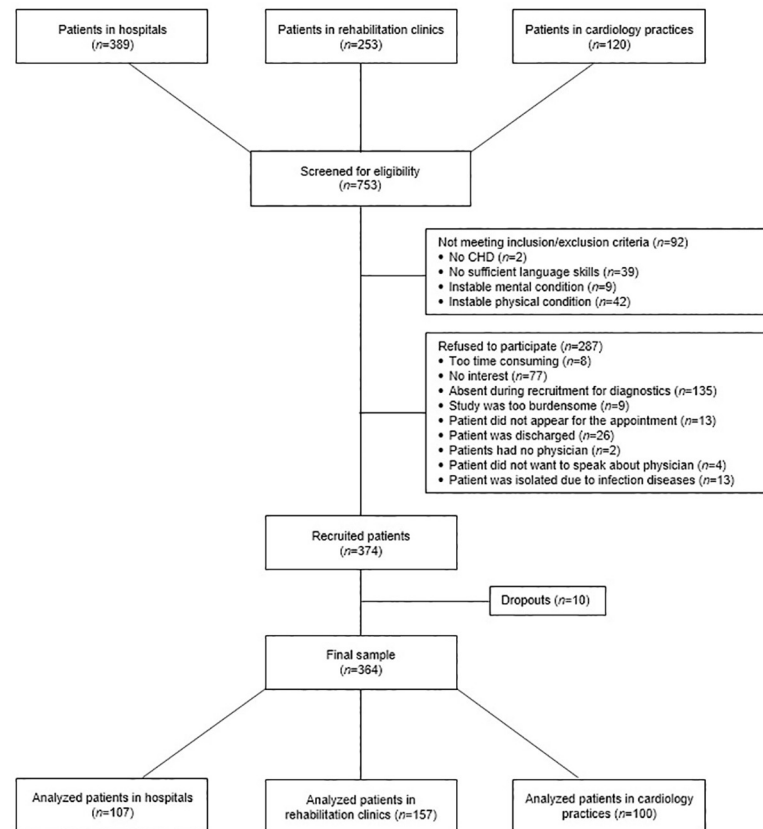 Patients in hospitals
(n=389)
Patients in rehabilitation clinics
(n=253)
Patients in cardiology practices
(n=120)
Screened for eligibility
(n=753)
Not meeting inclusion/exclusion criteria (n=92)
• No CHD (n=2)
• No sufficient language skills (n=39)
• Instable mental condition (n=9)
• Instable physical condition (n=42)
Refused to participate (n=287)
• Too time consuming (n=8)
• No interest (n=77)
• Absent during recruitment for diagnostics (n=135)
• Study was too burdensome (n=9)
• Patient did not appear for the appointment (n=13)
• Patient was discharged (n=26)
• Patients had no physician (n=2)
• Patient did not want to speak about physician (n=4)
• Patient was isolated due to infection diseases (n=13)
Recruited patients
(n=374)
Dropouts (n=10)
Final sample
(n=364)
Analyzed patients in hospitals
(n=107)
Analyzed patients in
rehabilitation clinics (n=157)
Analyzed patients in cardiology
practices (n=100)